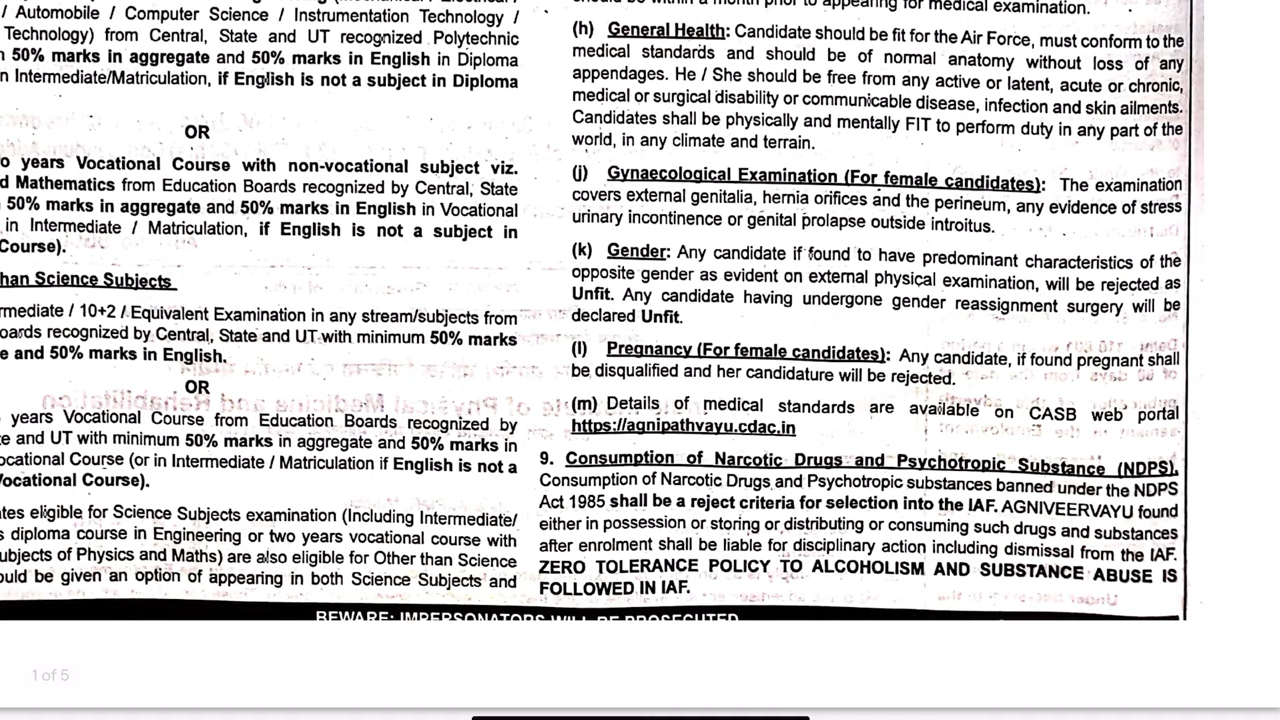 / Automobile / Computer Science / Instrumentation Technology /
Technology) from Central, State and UT recognized Polytechnic
50% marks in aggregate and 50% marks in English in Diploma
n Intermediate/Matriculation, if English is not a subject in Diploma
OR
o years Vocational Course with non-vocational subject viz.
d Mathematics from Education Boards recognized by Central, State
50% marks in aggregate and 50% marks in English in Vocational
in Intermediate / Matriculation, if English is not a subject in
Course).
han Science Subjects
rmediate / 10+2 / Equivalent Examination in any stream/subjects from
oards recognized by Central, State and UT with minimum 50% marks
e and 50% marks in English.
OR
years Vocational Course from Education Boards recognized by
e and UT with minimum 50% marks in aggregate and 50% marks in
ocational Course (or in Intermediate / Matriculation if English is not a
Vocational Course).
tes eligible for Science Subjects examination (Including Intermediate/
s diploma course in Engineering or two years vocational course with
ubjects of Physics and Maths) are also eligible for Other than Science
ould be given an option of appearing in both Science Subjects and
should be within a month prior to appearing for medical examination.
(h) General Health: Candidate should be fit for the Air Force, must conform to the
medical standards and should be of normal anatomy without loss of any
appendages. He / She should be free from any active or latent, acute or chronic,
medical or surgical disability or communicable disease, infection and skin ailments.
Candidates shall be physically and mentally FIT to perform duty in any part of the
world, in any climate and terrain.
(j) Gynaecological Examination (For female candidates): The examination
covers external genitalia, hernia orifices and the perineum, any evidence of stress
urinary incontinence or genital prolapse outside introitus.
(k) Gender: Any candidate if found to have predominant characteristics of the
opposite gender as evident on external physical examination, will be rejected as
Unfit. Any candidate having undergone gender reassignment surgery will be
declared Unfit.
(l) Pregnancy (For female candidates): Any candidate, if found pregnant shall
be disqualified and her candidature will be rejected.
(m) Details of medical standards are available on CASB web portal
https://agnipathvayu.cdac.in
9. Consumption of Narcotic Drugs and Psychotropic Substance (NDPS).
Consumption of Narcotic Drugs and Psychotropic substances banned under the NDPS
Act 1985 shall be a reject criteria for selection into the IAF. AGNIVEERVAYU found
either in possession or storing or distributing or consuming such drugs and substances
after enrolment shall be liable for disciplinary action including dismissal from the IAF.
ZERO TOLERANCE POLICY TO ALCOHOLISM AND SUBSTANCE ABUSE IS
FOLLOWED IN IAF.
BEWARE: IMPERSONATORS WILL BE PROSECUTED
1 of 5